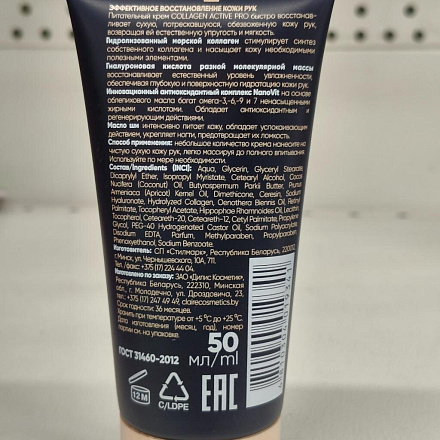 ЭФФЕКТИВНОЕ ВОССТАНОВЛЕНИЕ КОЖИ РУК
Питательный крем COLLAGEN ACTIVE PRO быстро восстанавли-
вает сухую, потрескавшуюся, обезвоженную кожу рук,
возвращая ей естественную упругость и мягкость.
Гидролизованный морской коллаген стимулирует синтез
собственного коллагена и насыщает кожу необходимыми
полезными элементами.
Гиалуроновая кислота разной молекулярной массы
восстанавливает естественный уровень увлажненности,
обеспечивая глубокую и поверхностную гидратацию кожи рук.
Инновационный антиоксидантный комплекс NanoVit на основе
облепихового масла богат омега-3,-6,-9 и 7 ненасыщенными
жирными кислотами. Обладает антиоксидантным и
регенерирующим действиями.
Масло ши интенсивно питает кожу, обладает успокаивающим
действием, укрепляет ногти, предотвращает их ломкость.
Способ применения: небольшое количество крема нанесите на
чистую сухую кожу рук, легко массируя до полного впитывания.
Используйте по мере необходимости.
Состав/Ingredients (INCI): Aqua, Glycerin, Glyceryl Stearate,
Dicaprylyl Ether, Isopropyl Myristate, Cetearyl Alcohol, Cocos
Nucifera (Coconut) Oil, Butyrospermum Parkii Butter, Prunus
Armeniaca (Apricot) Kernel Oil, Dimethicone, Ceresin, Sodium
Hyaluronate, Hydrolyzed Collagen, Oenothera Biennis Oil, Retinyl
Palmitate, Tocopheryl Acetate, Hippophae Rhamnoides Oil, Lecithin,
Tocopherol, Ceteareth-20, Ceteareth-12, Cetyl Palmitate, Propylene
Glycol, PEG-40 Hydrogenated Castor Oil, Potassium Sorbate,
Disodium EDTA, Parfum, Methylparaben, Propylparaben,
Phenoxyethanol, Sodium Benzoate.
Изготовитель: СП «Стилмарк», Республика Беларусь, 220012,
г. Минск, ул. Чернышевского, 10А, 711.
Тел./факс: +375 (17) 224 44 04.
Изготовлено по заказу: ЗАО «Дилис Косметик»,
Республика Беларусь, 222310, Минская
обл., г. Молодечно, ул. Дроздовича, 23,
тел.: +375 (17) 247 49 49, clairecosmetics.by
Срок годности: 36 месяцев.
Хранить при температуре от +5 °С до +25 °С.
Дата изготовления (месяц, год), номер
партии: см. на упаковке.
ГОСТ 31460-2012
50
мл/ml
12 M
C/LDPE
EAC